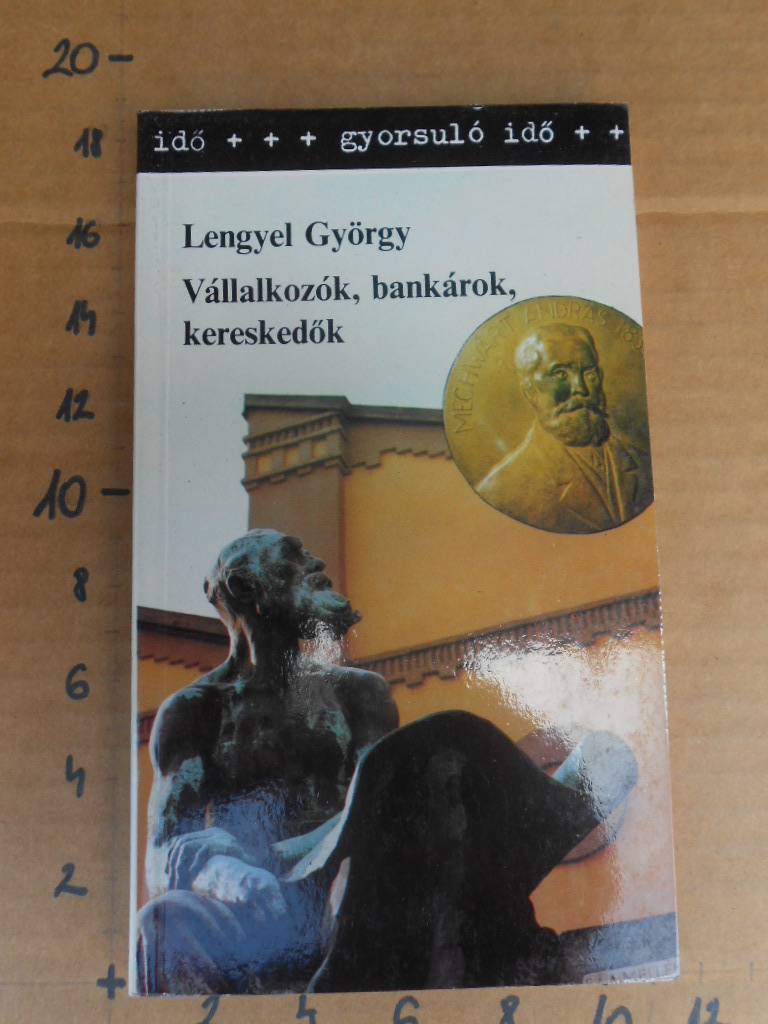 20
18
16
14
12
10
8
6
4
2
idő + + + gyorsuló idő + +
Lengyel György
Vállalkozók, bankárok,
kereskedők
MECHWART ANDRÁS
2 4 6 8 10 12